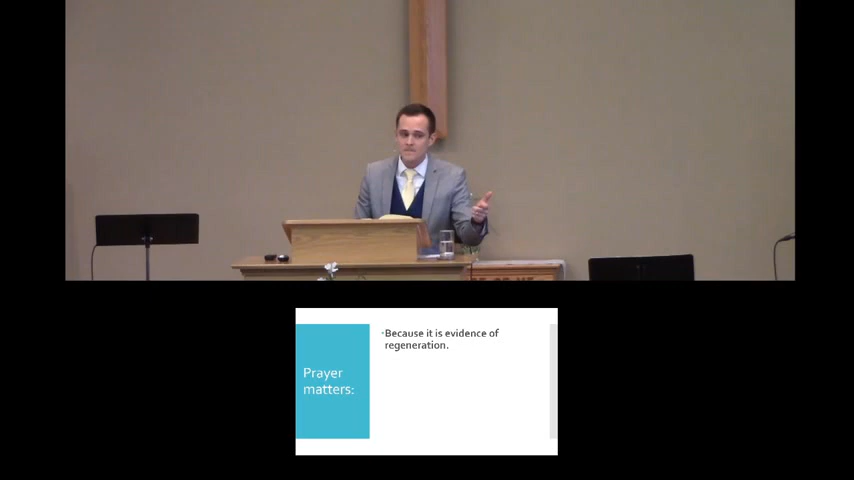 Prayer
matters:
Because it is evidence of
regeneration.